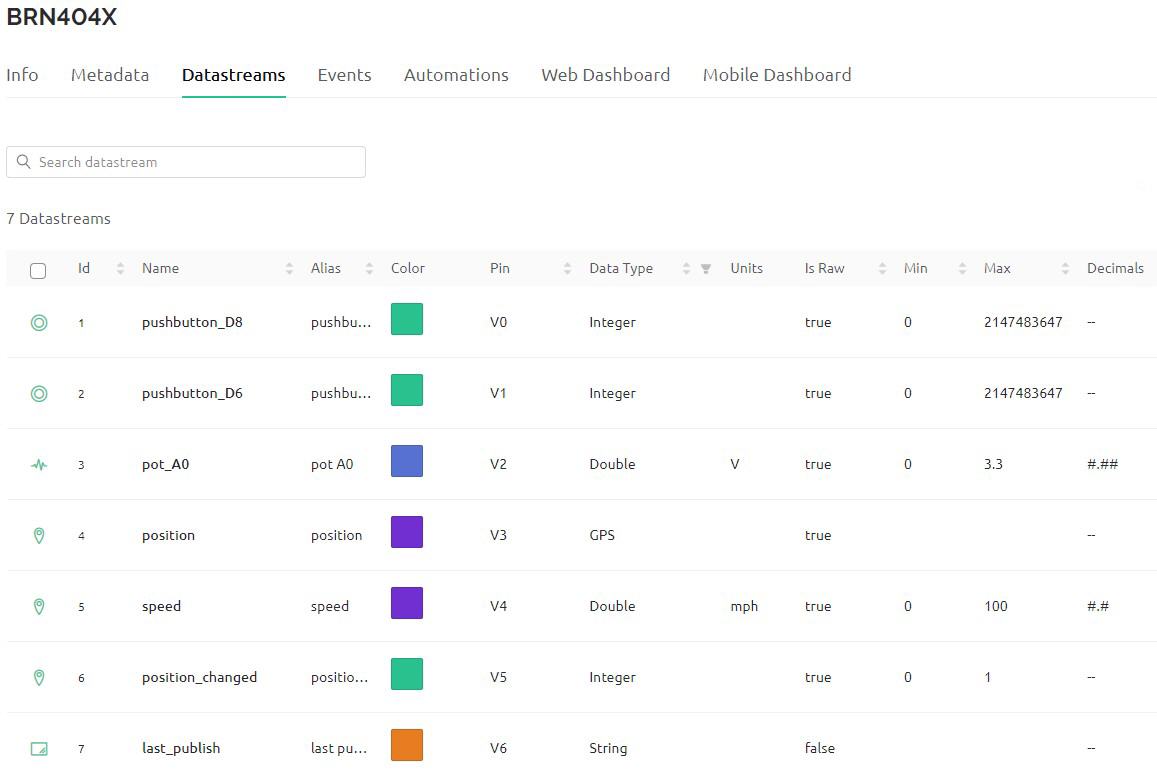 BRN404X
Info Metadata Datastreams Events Automations Web Dashboard Mobile Dashboard
Search datastream
7 Datastreams
Id Name Alias Color Pin Data Type Units Is Raw Min Max Decimals
1 pushbutton_D8 pushbu... V0 Integer true 0 2147483647 --
2 pushbutton_D6 pushbu... V1 Integer true 0 2147483647 --
3 pot_A0 pot A0 V2 Double V true 0 3.3 #.##
4 position position V3 GPS true --
5 speed speed V4 Double mph true 0 100 #.#
6 position_changed positio... V5 Integer true 0 1 --
7 last_publish last pu... V6 String false --